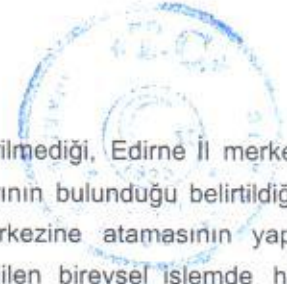 T.C.
ilmediği, Edirne İl merke
ının bulunduğu belirtildiğ
rkezine atamasının yap
ilen bireysel işlemde h